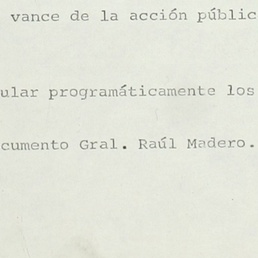 vance de la acción públic
ular programáticamente los
cumento Gral. Raúl Madero.